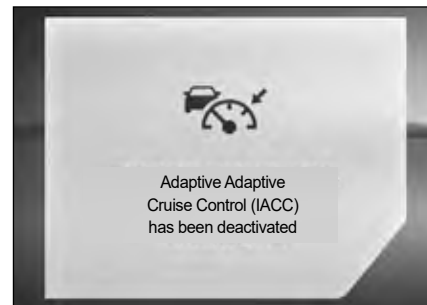 Adaptive Adaptive
Cruise Control (IACC)
has been deactivated